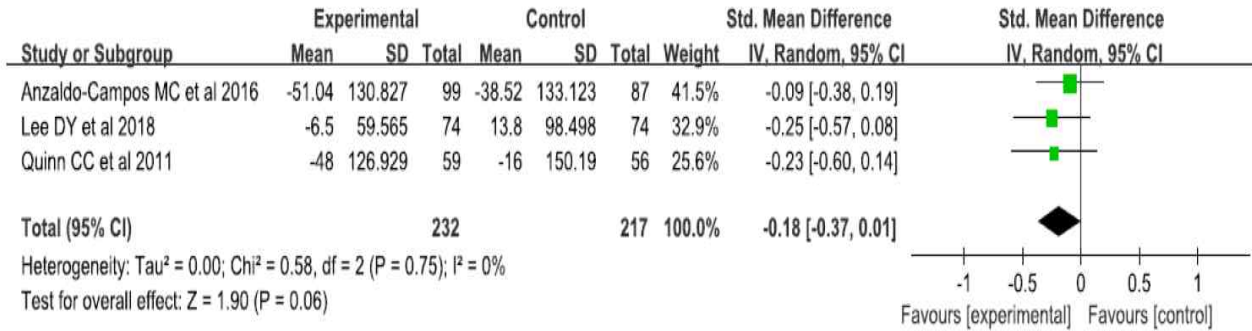 Experimental Control Std. Mean Difference Std. Mean Difference
Study or Subgroup Mean SD Total Mean SD Total Weight IV, Random, 95% CI IV, Random, 95% CI
Anzaldo-Campos MC et al 2016 -51.04 130.827 99 -38.52 133.123 87 41.5% -0.09 [-0.38, 0.19]
Lee DY et al 2018 -6.5 59.565 74 13.8 98.498 74 32.9% -0.25 [-0.57, 0.08]
Quinn CC et al 2011 -48 126.929 59 -16 150.19 56 25.6% -0.23 [-0.60, 0.14]
Total (95% CI) 232 217 100.0% -0.18 [-0.37, 0.01]
Heterogeneity: Tau² = 0.00; Chi² = 0.58, df = 2 (P = 0.75); I² = 0%
Test for overall effect: Z = 1.90 (P = 0.06)
-1 -0.5 0 0.5 1
Favours [experimental] Favours [control]